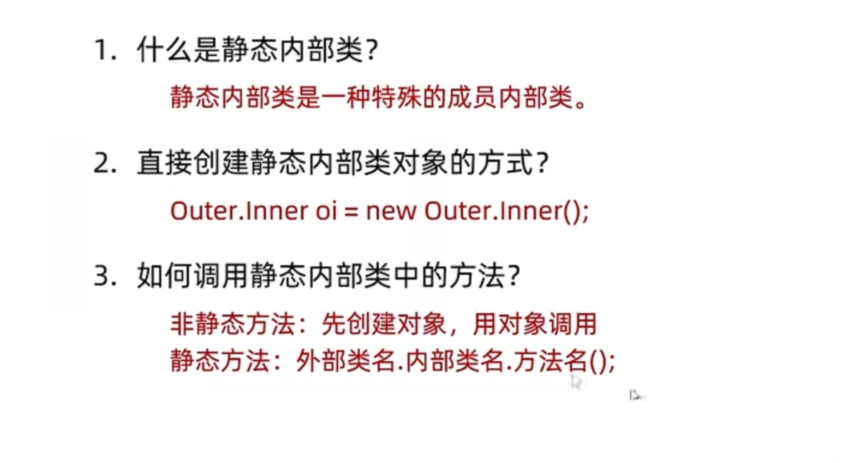 1. 什么是静态内部类？
静态内部类是一种特殊的成员内部类。
2. 直接创建静态内部类对象的方式？
Outer.Inner oi = new Outer.Inner();
3. 如何调用静态内部类中的方法？
非静态方法：先创建对象，用对象调用
静态方法：外部类名.内部类名.方法名();